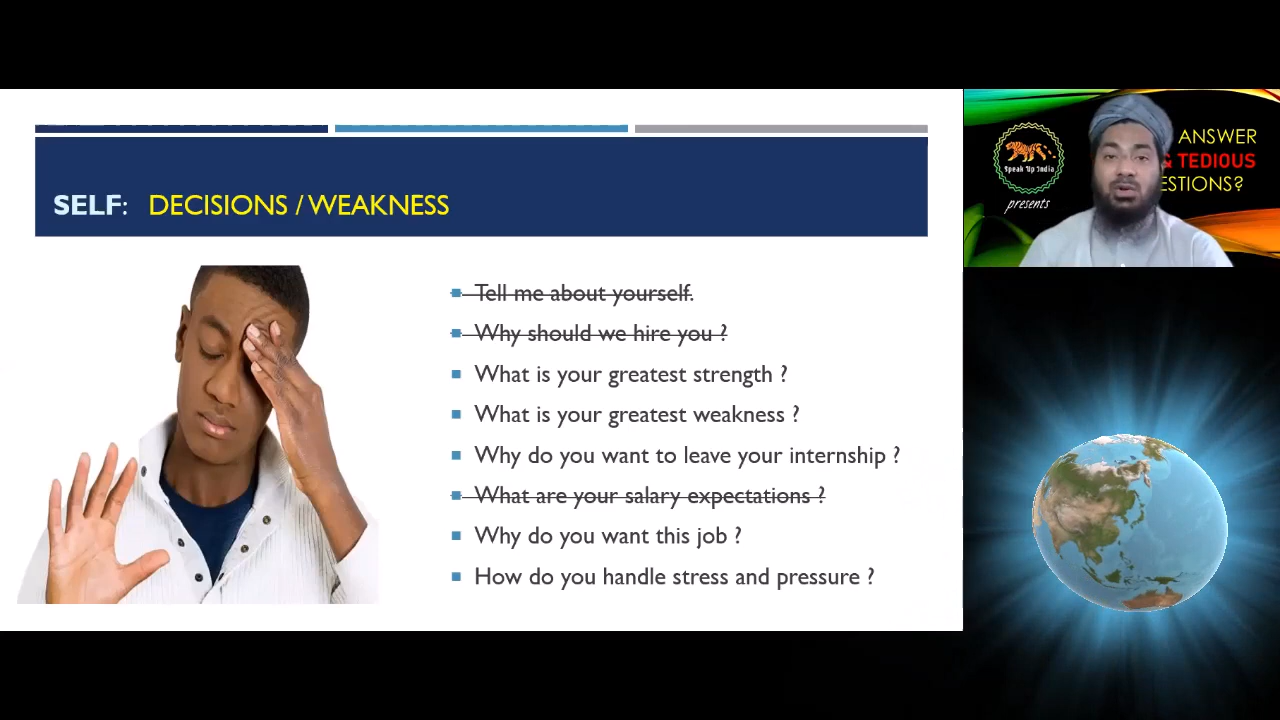 SELF: DECISIONS / WEAKNESS
Tell me about yourself.
Why should we hire you ?
What is your greatest strength ?
What is your greatest weakness ?
Why do you want to leave your internship ?
What are your salary expectations ?
Why do you want this job ?
How do you handle stress and pressure ?
Speak Up India
presents
ANSWER
TEDIOUS
ESTIONS?